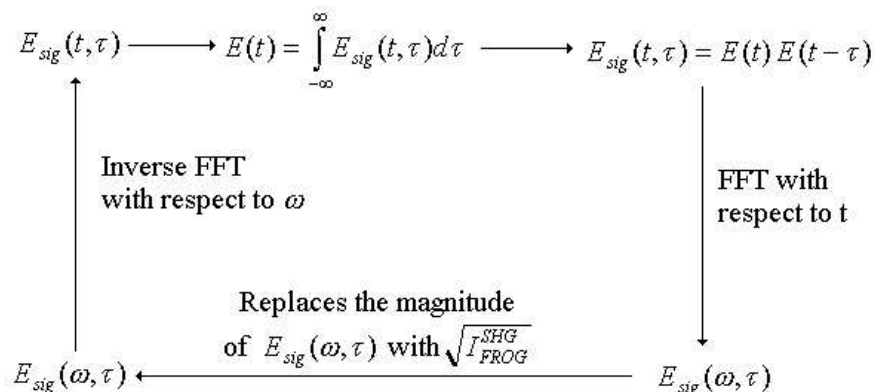 E_sig(t,τ) → E(t) = ∫_{-∞}^{∞} E_sig(t,τ)dτ → E_sig(t,τ) = E(t) E(t−τ)
Inverse FFT
with respect to ω
FFT with
respect to t
Replaces the magnitude
of E_sig(ω,τ) with √(I_FROG^SHG)
E_sig(ω,τ) ← E_sig(ω,τ)